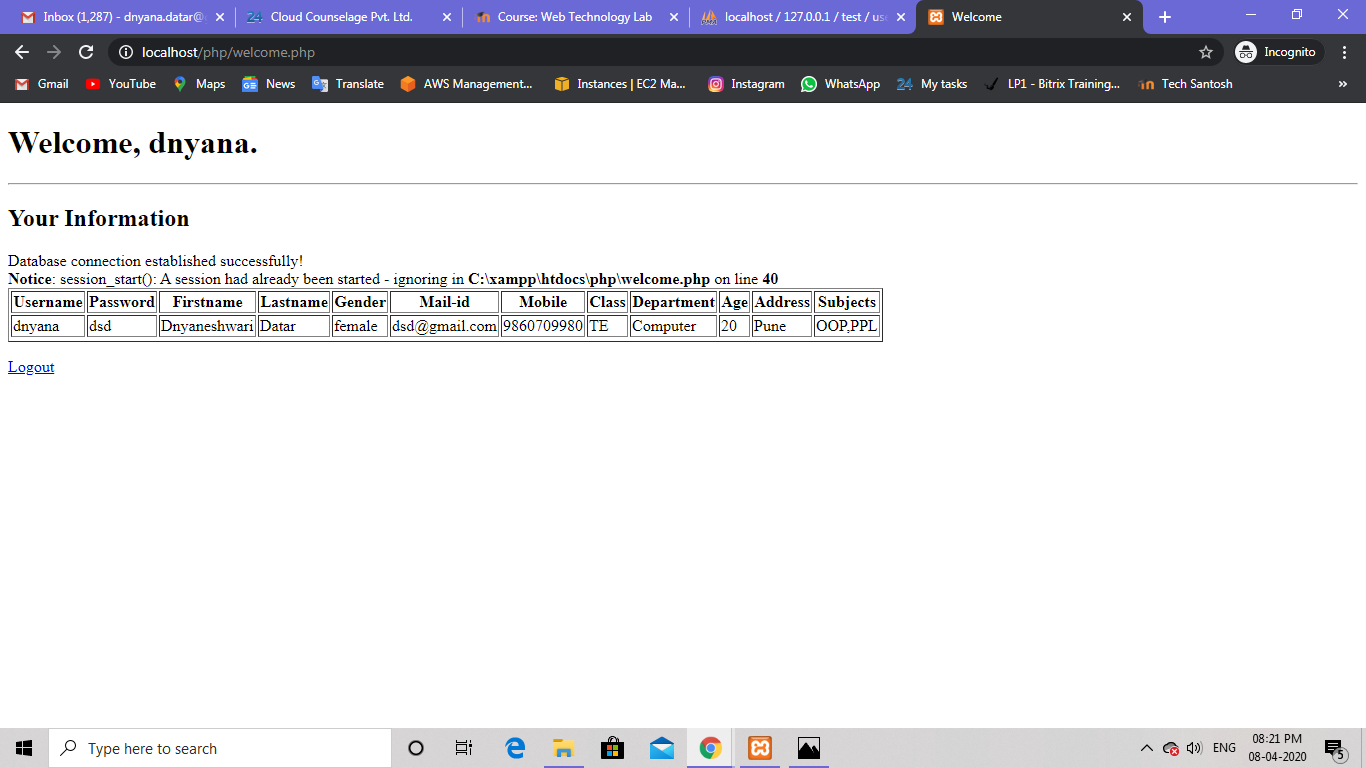 Inbox (1,287) - dnyana.datar@
Cloud Counselage Pvt. Ltd.
Course: Web Technology Lab
localhost / 127.0.0.1 / test / use
Welcome
localhost/php/welcome.php
Incognito
Gmail YouTube Maps News Translate AWS Management... Instances | EC2 Ma... Instagram WhatsApp 24 My tasks LP1 - Bitrix Training... Tech Santosh »
Welcome, dnyana.
Your Information
Database connection established successfully!
Notice: session_start(): A session had already been started - ignoring in C:\xampp\htdocs\php\welcome.php on line 40
Username Password Firstname Lastname Gender Mail-id Mobile Class Department Age Address Subjects
dnyana dsd Dnyaneshwari Datar female dsd@gmail.com 9860709980 TE Computer 20 Pune OOP,PPL
Logout
Type here to search
ENG
08:21 PM
08-04-2020
5